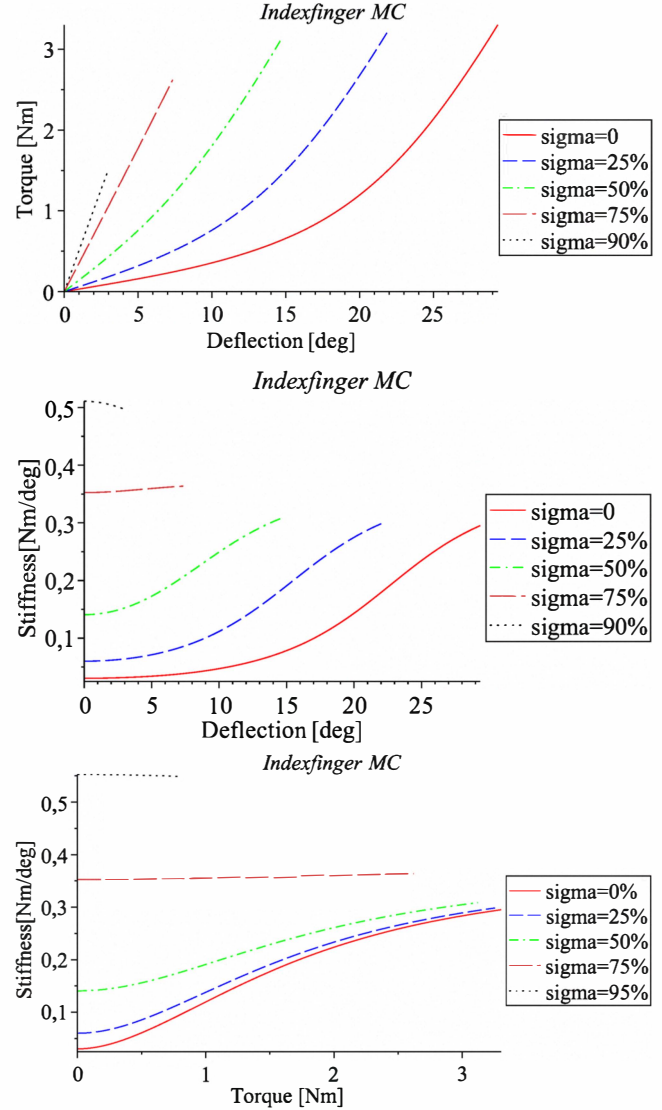 Indexfinger MC
3
2
1
0
Torque [Nm]
0 5 10 15 20 25
Deflection [deg]
sigma=0
sigma=25%
sigma=50%
sigma=75%
sigma=90%
Indexfinger MC
0,5
0,4
0,3
0,2
0,1
Stiffness[Nm/deg]
0 5 10 15 20 25
Deflection [deg]
sigma=0
sigma=25%
sigma=50%
sigma=75%
sigma=90%
Indexfinger MC
0,5
0,4
0,3
0,2
0,1
Stiffness[Nm/deg]
0 1 2 3
Torque [Nm]
sigma=0%
sigma=25%
sigma=50%
sigma=75%
sigma=95%